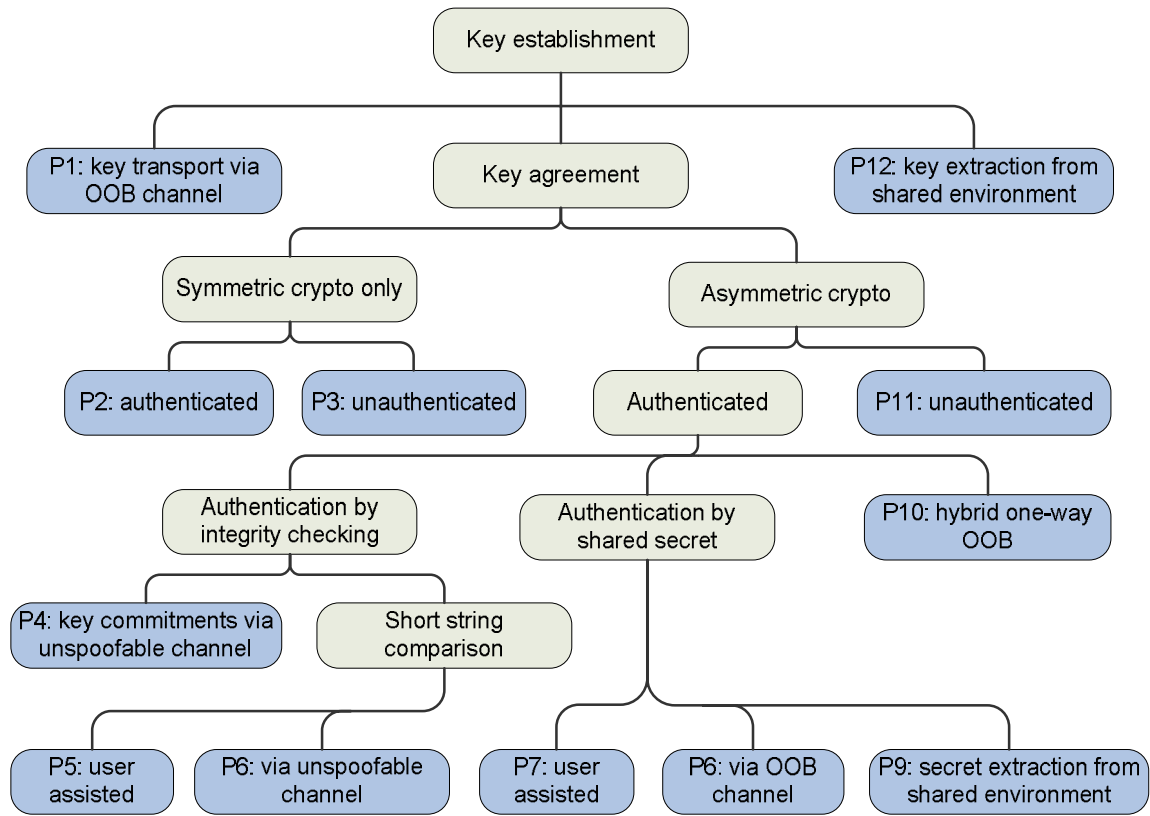 Key establishment
P1: key transport via
OOB channel
Key agreement
P12: key extraction from
shared environment
Symmetric crypto only
Asymmetric crypto
P2: authenticated
P3: unauthenticated
Authenticated
P11: unauthenticated
Authentication by
integrity checking
Authentication by
shared secret
P10: hybrid one-way
OOB
P4: key commitments via
unspoofable channel
Short string
comparison
P5: user
assisted
P6: via unspoofable
channel
P7: user
assisted
P6: via OOB
channel
P9: secret extraction from
shared environment